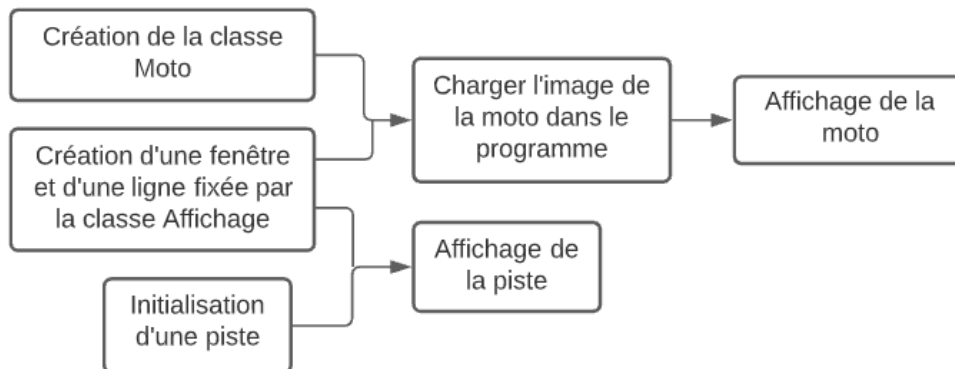 Création de la classe
Moto
Charger l'image de
la moto dans le
programme
Affichage de la
moto
Création d'une fenêtre
et d'une ligne fixée par
la classe Affichage
Affichage de
la piste
Initialisation
d'une piste